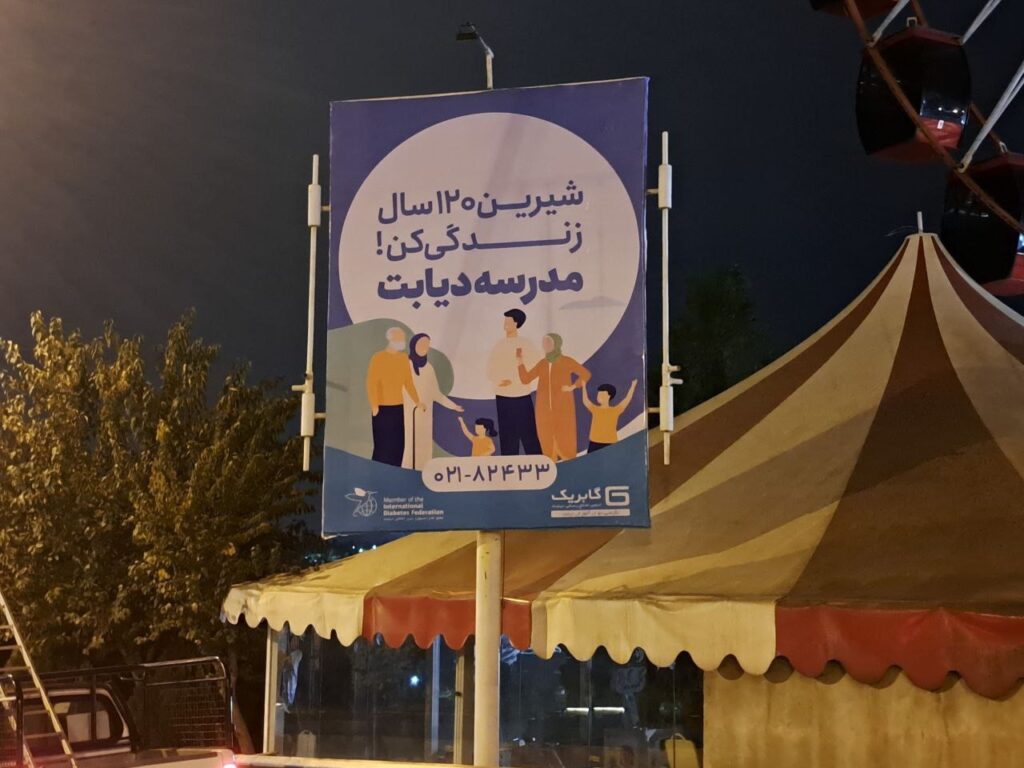 شیرین ۱۲۰ سال
زندگی کن!
مدرسه دیابت
۰۲۱-۸۲۴۳۳
Member of the
International
Diabetes Federation
گابریک